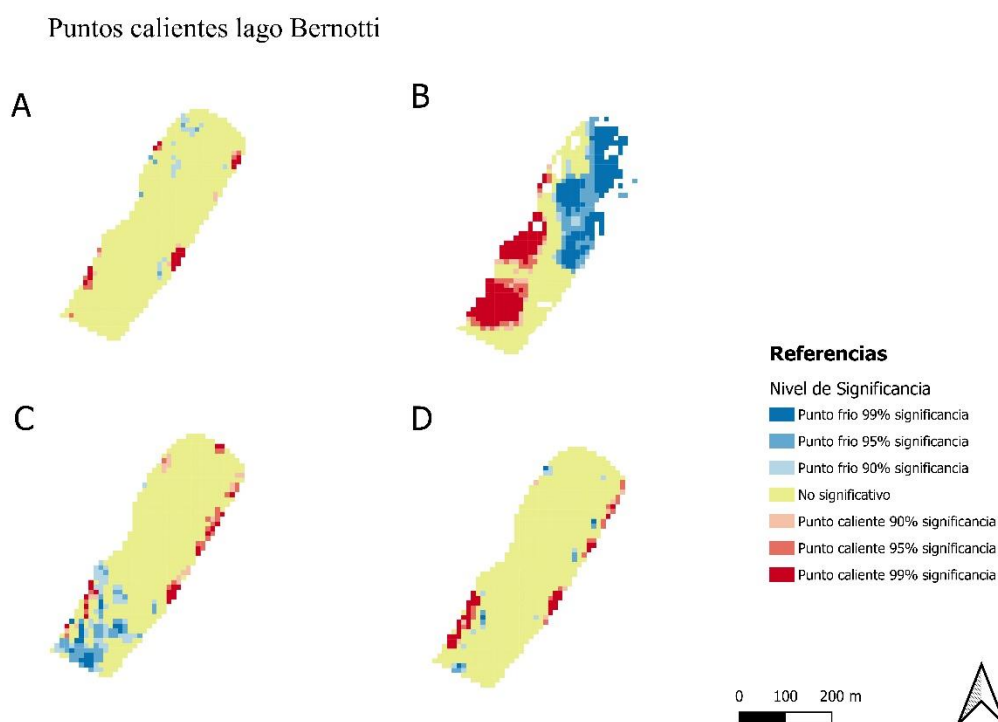 Puntos calientes lago Bernotti
A
B
C
D
Referencias
Nivel de Significancia
Punto frio 99% significancia
Punto frio 95% significancia
Punto frio 90% significancia
No significativo
Punto caliente 90% significancia
Punto caliente 95% significancia
Punto caliente 99% significancia
0 100 200 m